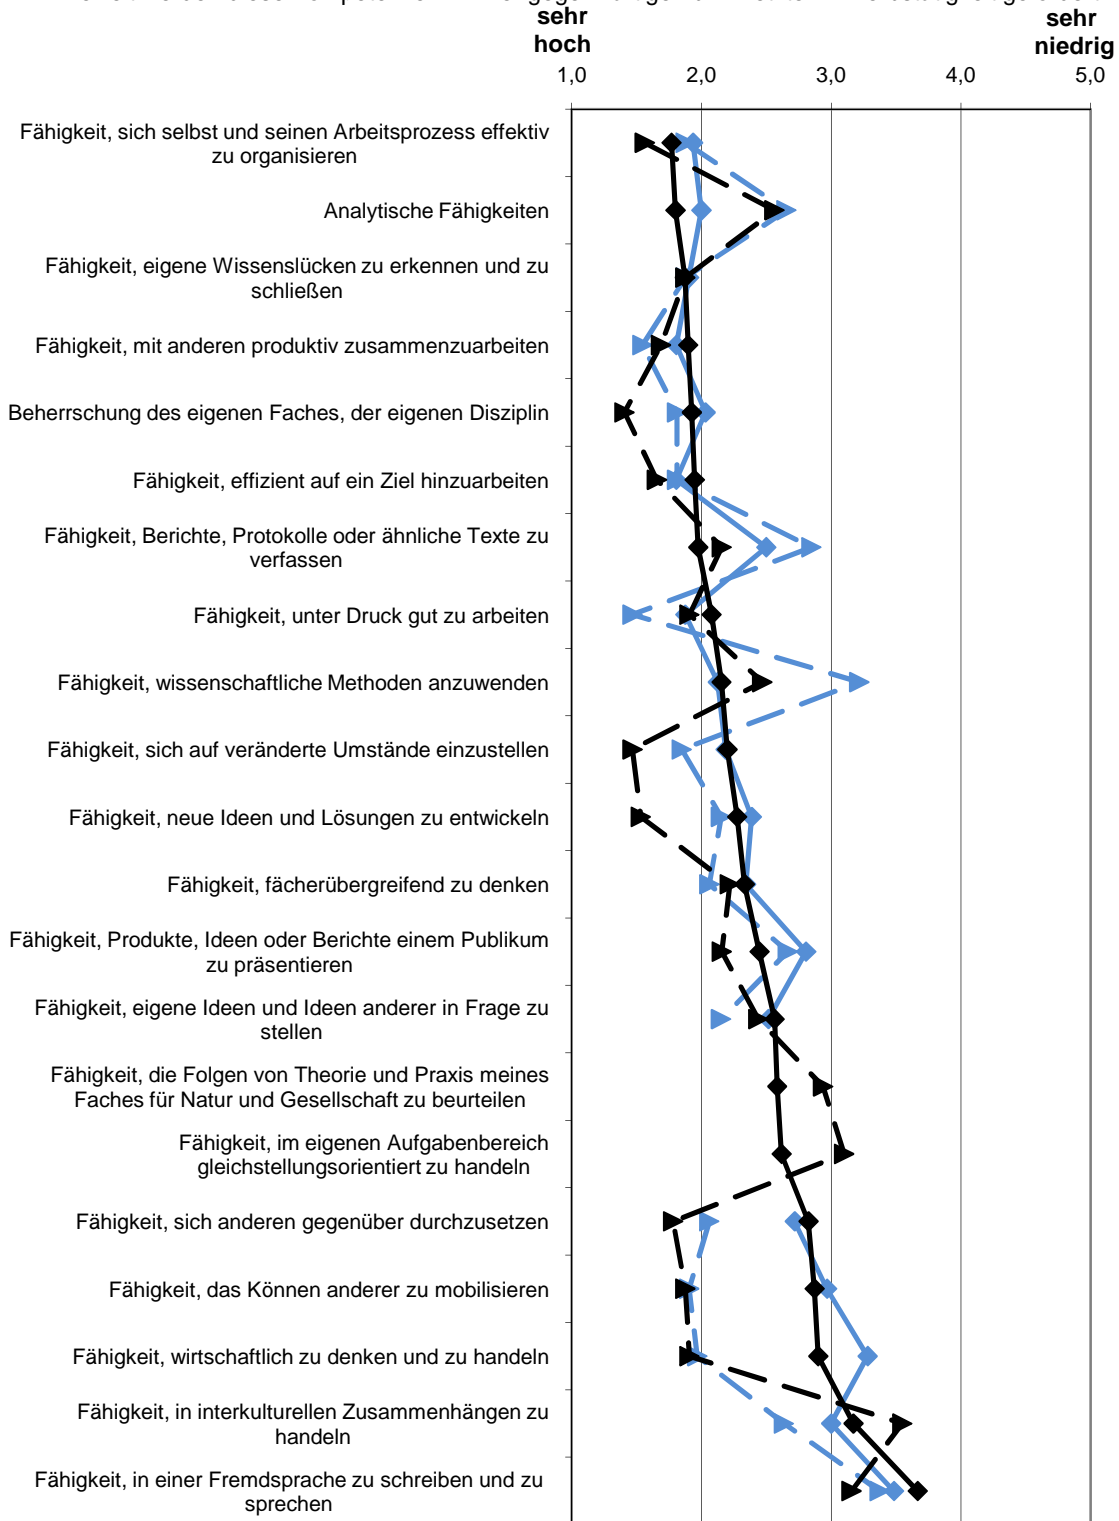 sehr
hoch
sehr
niedrig
1,0 2,0 3,0 4,0 5,0
Fähigkeit, sich selbst und seinen Arbeitsprozess effektiv
zu organisieren
Analytische Fähigkeiten
Fähigkeit, eigene Wissenslücken zu erkennen und zu
schließen
Fähigkeit, mit anderen produktiv zusammenzuarbeiten
Beherrschung des eigenen Faches, der eigenen Disziplin
Fähigkeit, effizient auf ein Ziel hinzuarbeiten
Fähigkeit, Berichte, Protokolle oder ähnliche Texte zu
verfassen
Fähigkeit, unter Druck gut zu arbeiten
Fähigkeit, wissenschaftliche Methoden anzuwenden
Fähigkeit, sich auf veränderte Umstände einzustellen
Fähigkeit, neue Ideen und Lösungen zu entwickeln
Fähigkeit, fächerübergreifend zu denken
Fähigkeit, Produkte, Ideen oder Berichte einem Publikum
zu präsentieren
Fähigkeit, eigene Ideen und Ideen anderer in Frage zu
stellen
Fähigkeit, die Folgen von Theorie und Praxis meines
Faches für Natur und Gesellschaft zu beurteilen
Fähigkeit, im eigenen Aufgabenbereich
gleichstellungsorientiert zu handeln
Fähigkeit, sich anderen gegenüber durchzusetzen
Fähigkeit, das Können anderer zu mobilisieren
Fähigkeit, wirtschaftlich zu denken und zu handeln
Fähigkeit, in interkulturellen Zusammenhängen zu
handeln
Fähigkeit, in einer Fremdsprache zu schreiben und zu
sprechen